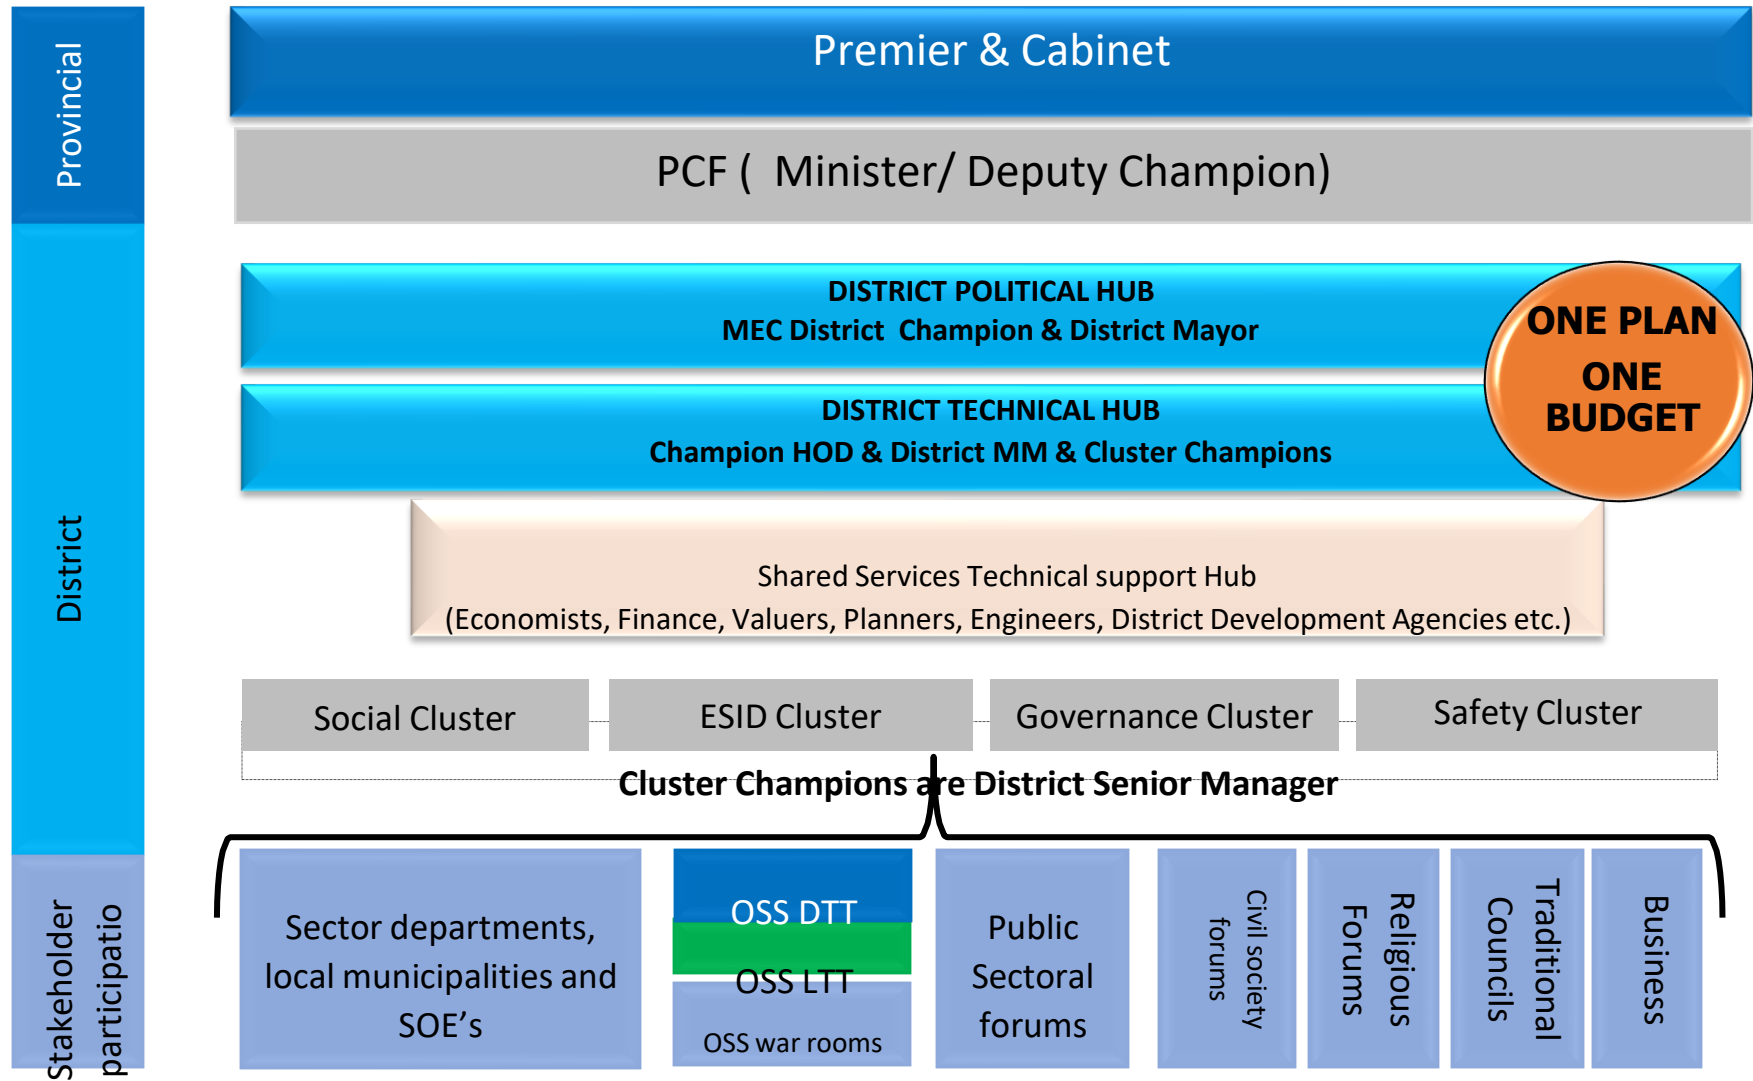 Provincial
Premier & Cabinet
PCF ( Minister/ Deputy Champion)
District
DISTRICT POLITICAL HUB
MEC District Champion & District Mayor
DISTRICT TECHNICAL HUB
Champion HOD & District MM & Cluster Champions
ONE PLAN
ONE
BUDGET
Shared Services Technical support Hub
(Economists, Finance, Valuers, Planners, Engineers, District Development Agencies etc.)
Social Cluster
ESID Cluster
Governance Cluster
Safety Cluster
Cluster Champions are District Senior Manager
Stakeholder
participatio
Sector departments,
local municipalities and
SOE’s
OSS DTT
OSS LTT
OSS war rooms
Public
Sectoral
forums
Civil society
forums
Religious
Forums
Traditional
Councils
Business